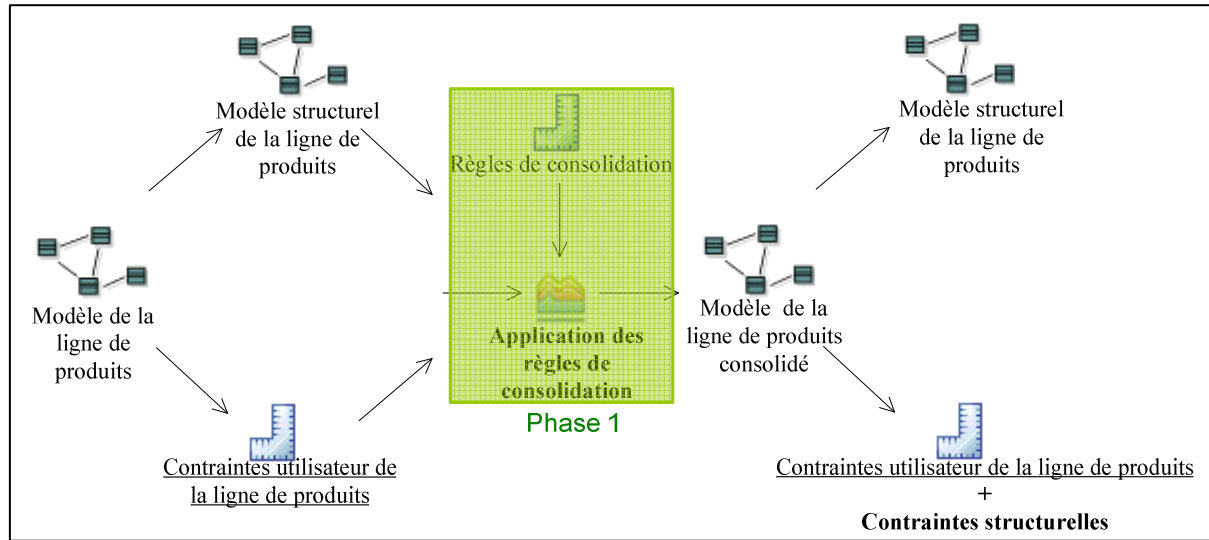 Modèle structurel
de la ligne de
produits
Modèle de la
ligne de
produits
Contraintes utilisateur de
la ligne de produits
Règles de consolidation
Application des
règles de
consolidation
Phase 1
Modèle structurel
de la ligne de
produits
Modèle de la
ligne de produits
consolidé
Contraintes utilisateur de la ligne de produits
+
Contraintes structurelles